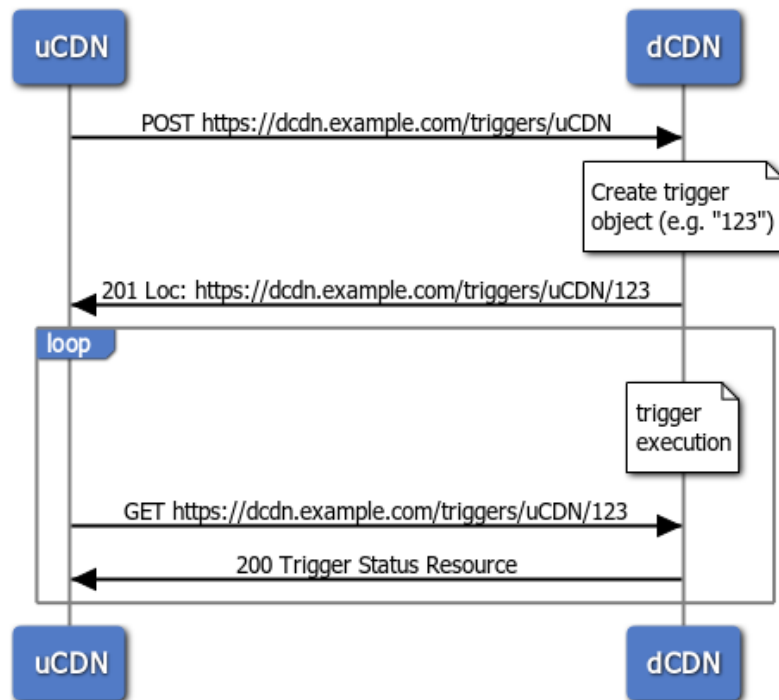 uCDN
dCDN
POST https://dcdn.example.com/triggers/uCDN
Create trigger
object (e.g. "123")
201 Loc: https://dcdn.example.com/triggers/uCDN/123
loop
trigger
execution
GET https://dcdn.example.com/triggers/uCDN/123
200 Trigger Status Resource
uCDN
dCDN